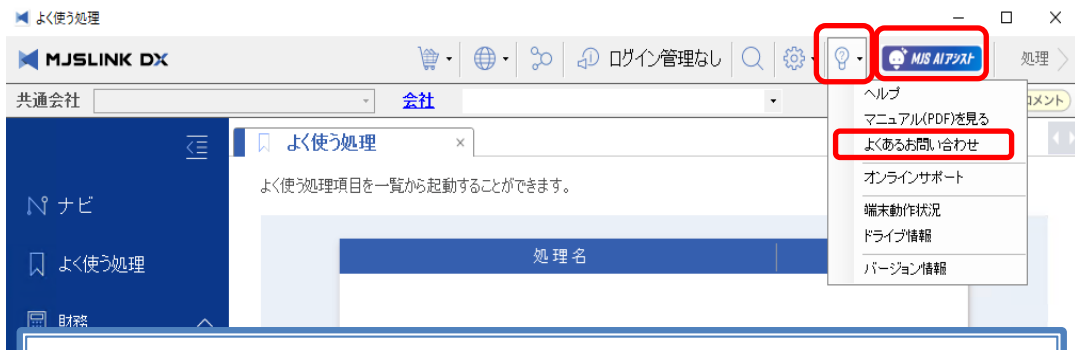 よく使う処理
MJSLINK DX
ログイン管理なし
MJS AIアシスト
処理
共通会社
会社
コメント
ヘルプ
マニュアル(PDF)を見る
よくあるお問い合わせ
オンラインサポート
端末動作状況
ドライブ情報
バージョン情報
よく使う処理
よく使う処理項目を一覧から起動することができます。
ナビ
よく使う処理
財務
処理名